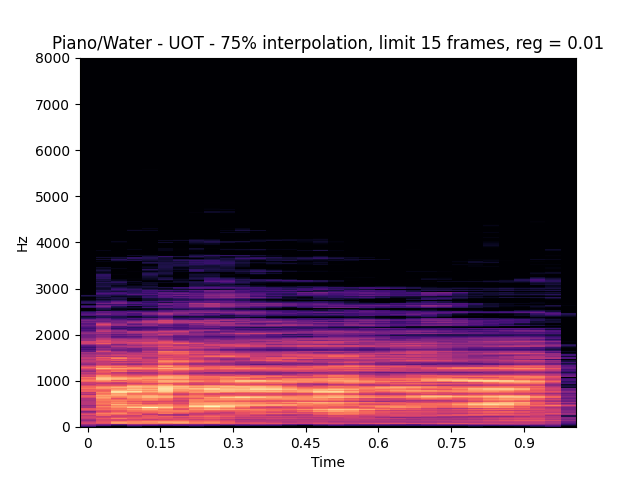 Piano/Water - UOT - 75% interpolation, limit 15 frames, reg = 0.01
8000
7000
6000
5000
4000
3000
2000
1000
0
Hz
0 0.15 0.3 0.45 0.6 0.75 0.9
Time